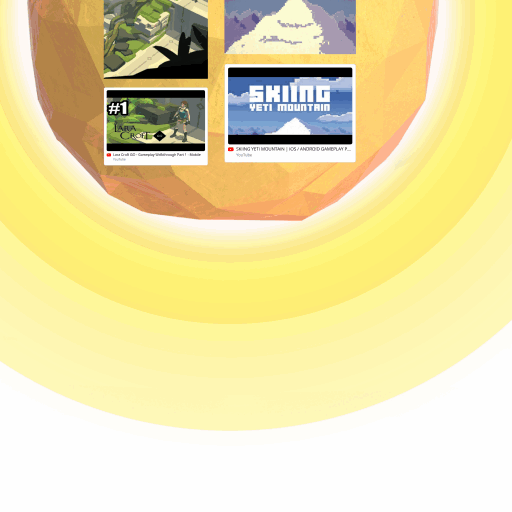 #1
LARA
CROFT
GO
Lara Croft GO - Gameplay Walkthrough Part 1 - Mobile
YouTube
SKIING
YETI MOUNTAIN
SKIING YETI MOUNTAIN | IOS / ANDROID GAMEPLAY P...
YouTube